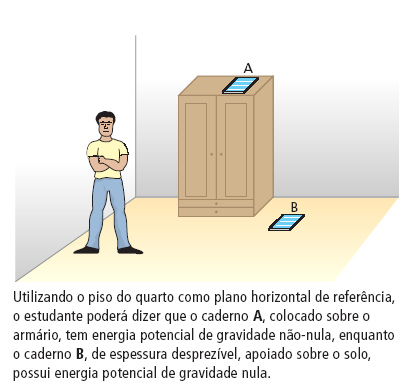 A
B
Utilizando o piso do quarto como plano horizontal de referência,
o estudante poderá dizer que o caderno A, colocado sobre o
armário, tem energia potencial de gravidade não-nula, enquanto
o caderno B, de espessura desprezível, apoiado sobre o solo,
possui energia potencial de gravidade nula.